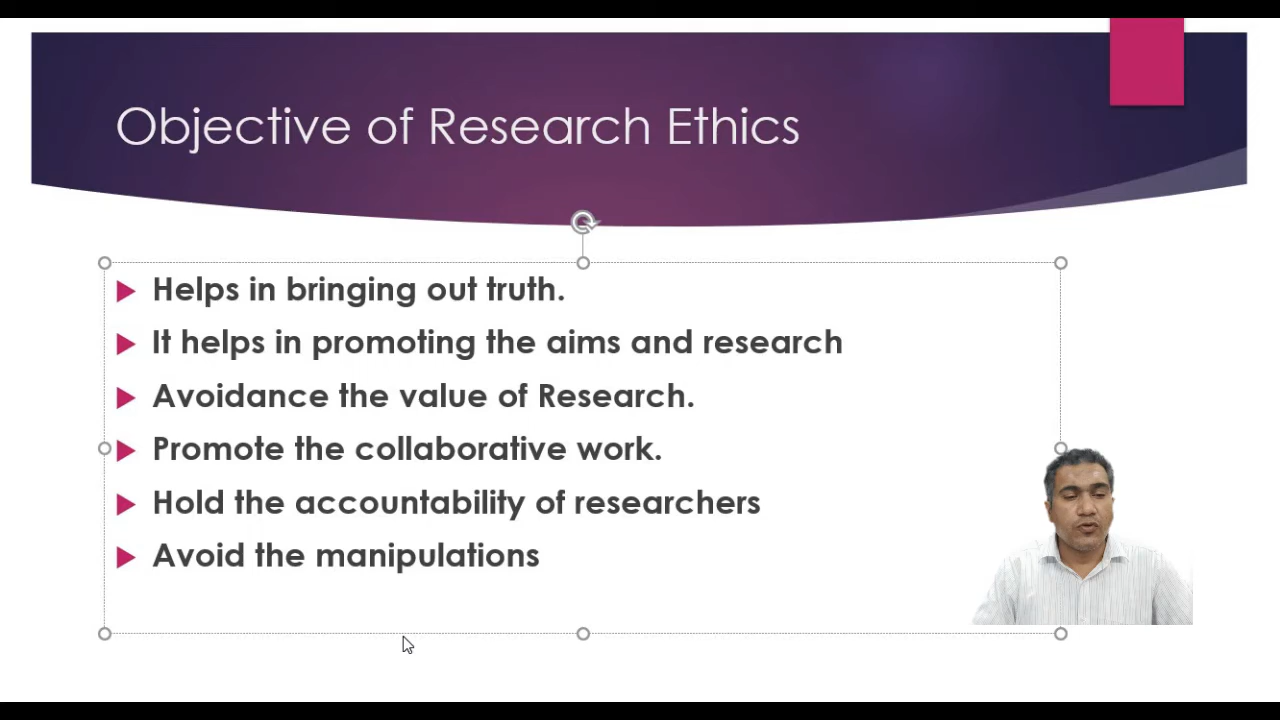 Objective of Research Ethics
Helps in bringing out truth.
It helps in promoting the aims and research
Avoidance the value of Research.
Promote the collaborative work.
Hold the accountability of researchers
Avoid the manipulations